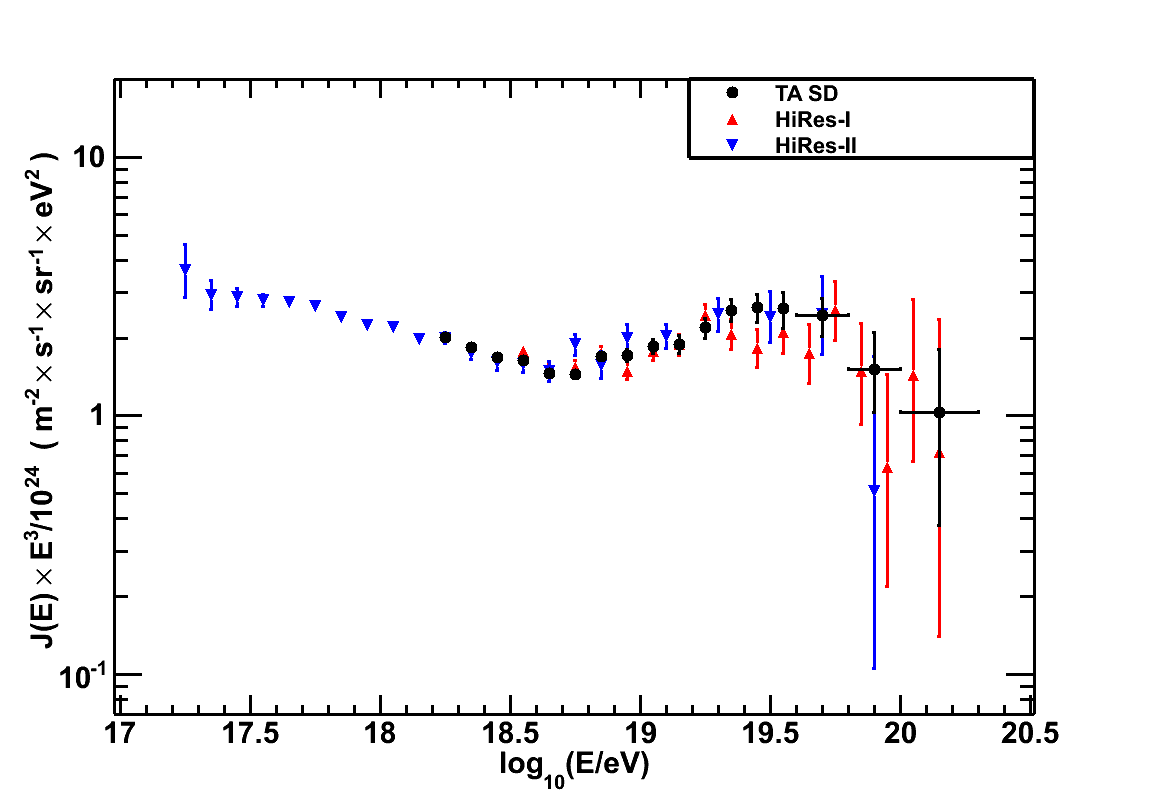 TA SD
HiRes-I
HiRes-II
J(E) × E³/10²⁴ ( m⁻² × s⁻¹ × sr⁻¹ × eV² )
10
1
10⁻¹
17 17.5 18 18.5 19 19.5 20 20.5
log₁₀(E/eV)